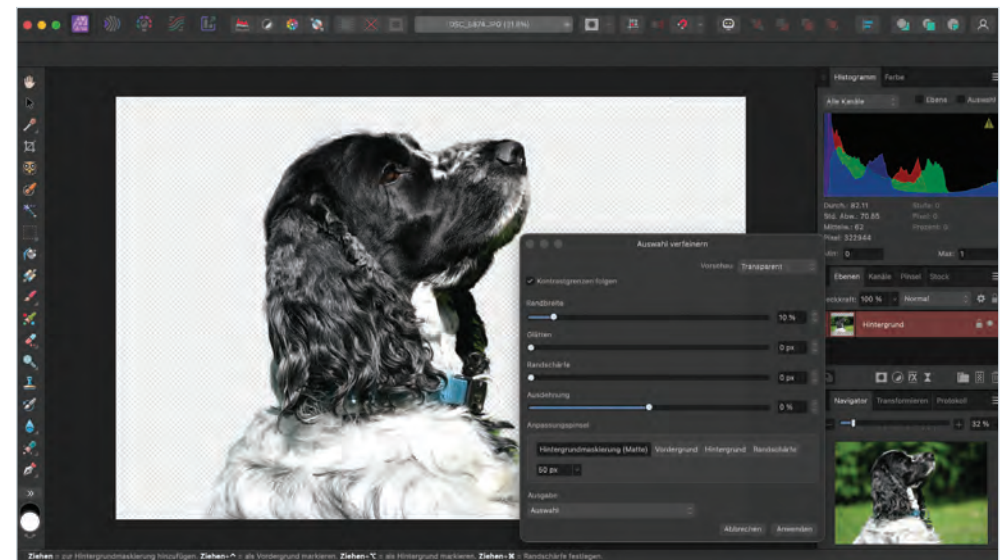 DSC_5874.JPG (31.8%)
Histogramm Farbe
Alle Kanäle Ebene Auswahl
Durch.: 82.11 Stufe: 0
Std. Abw.: 70.85 Pixel: 0
Mittelw.: 62 Prozent: 0
Pixel: 322944
Min: 0 Max: 1
Auswahl verfeinern
Vorschau: Transparent
Kontrastgrenzen folgen
Randbreite
10 %
Glätten
0 px
Randschärfe
0 px
Ausdehnung
0 %
Anpassungspinsel
Hintergrundmaskierung (Matte) Vordergrund Hintergrund Randschärfe
50 px
Ausgabe
Auswahl
Abbrechen Anwenden
Ebenen Kanäle Pinsel Stock
eckkraft: 100 % Normal
Hintergrund
Navigator Transformieren Protokoll
32 %
Ziehen = zur Hintergrundmaskierung hinzufügen. Ziehen+^ = als Vordergrund markieren. Ziehen+⌥ = als Hintergrund markieren. Ziehen+⌘ = Randschärfe festlegen.